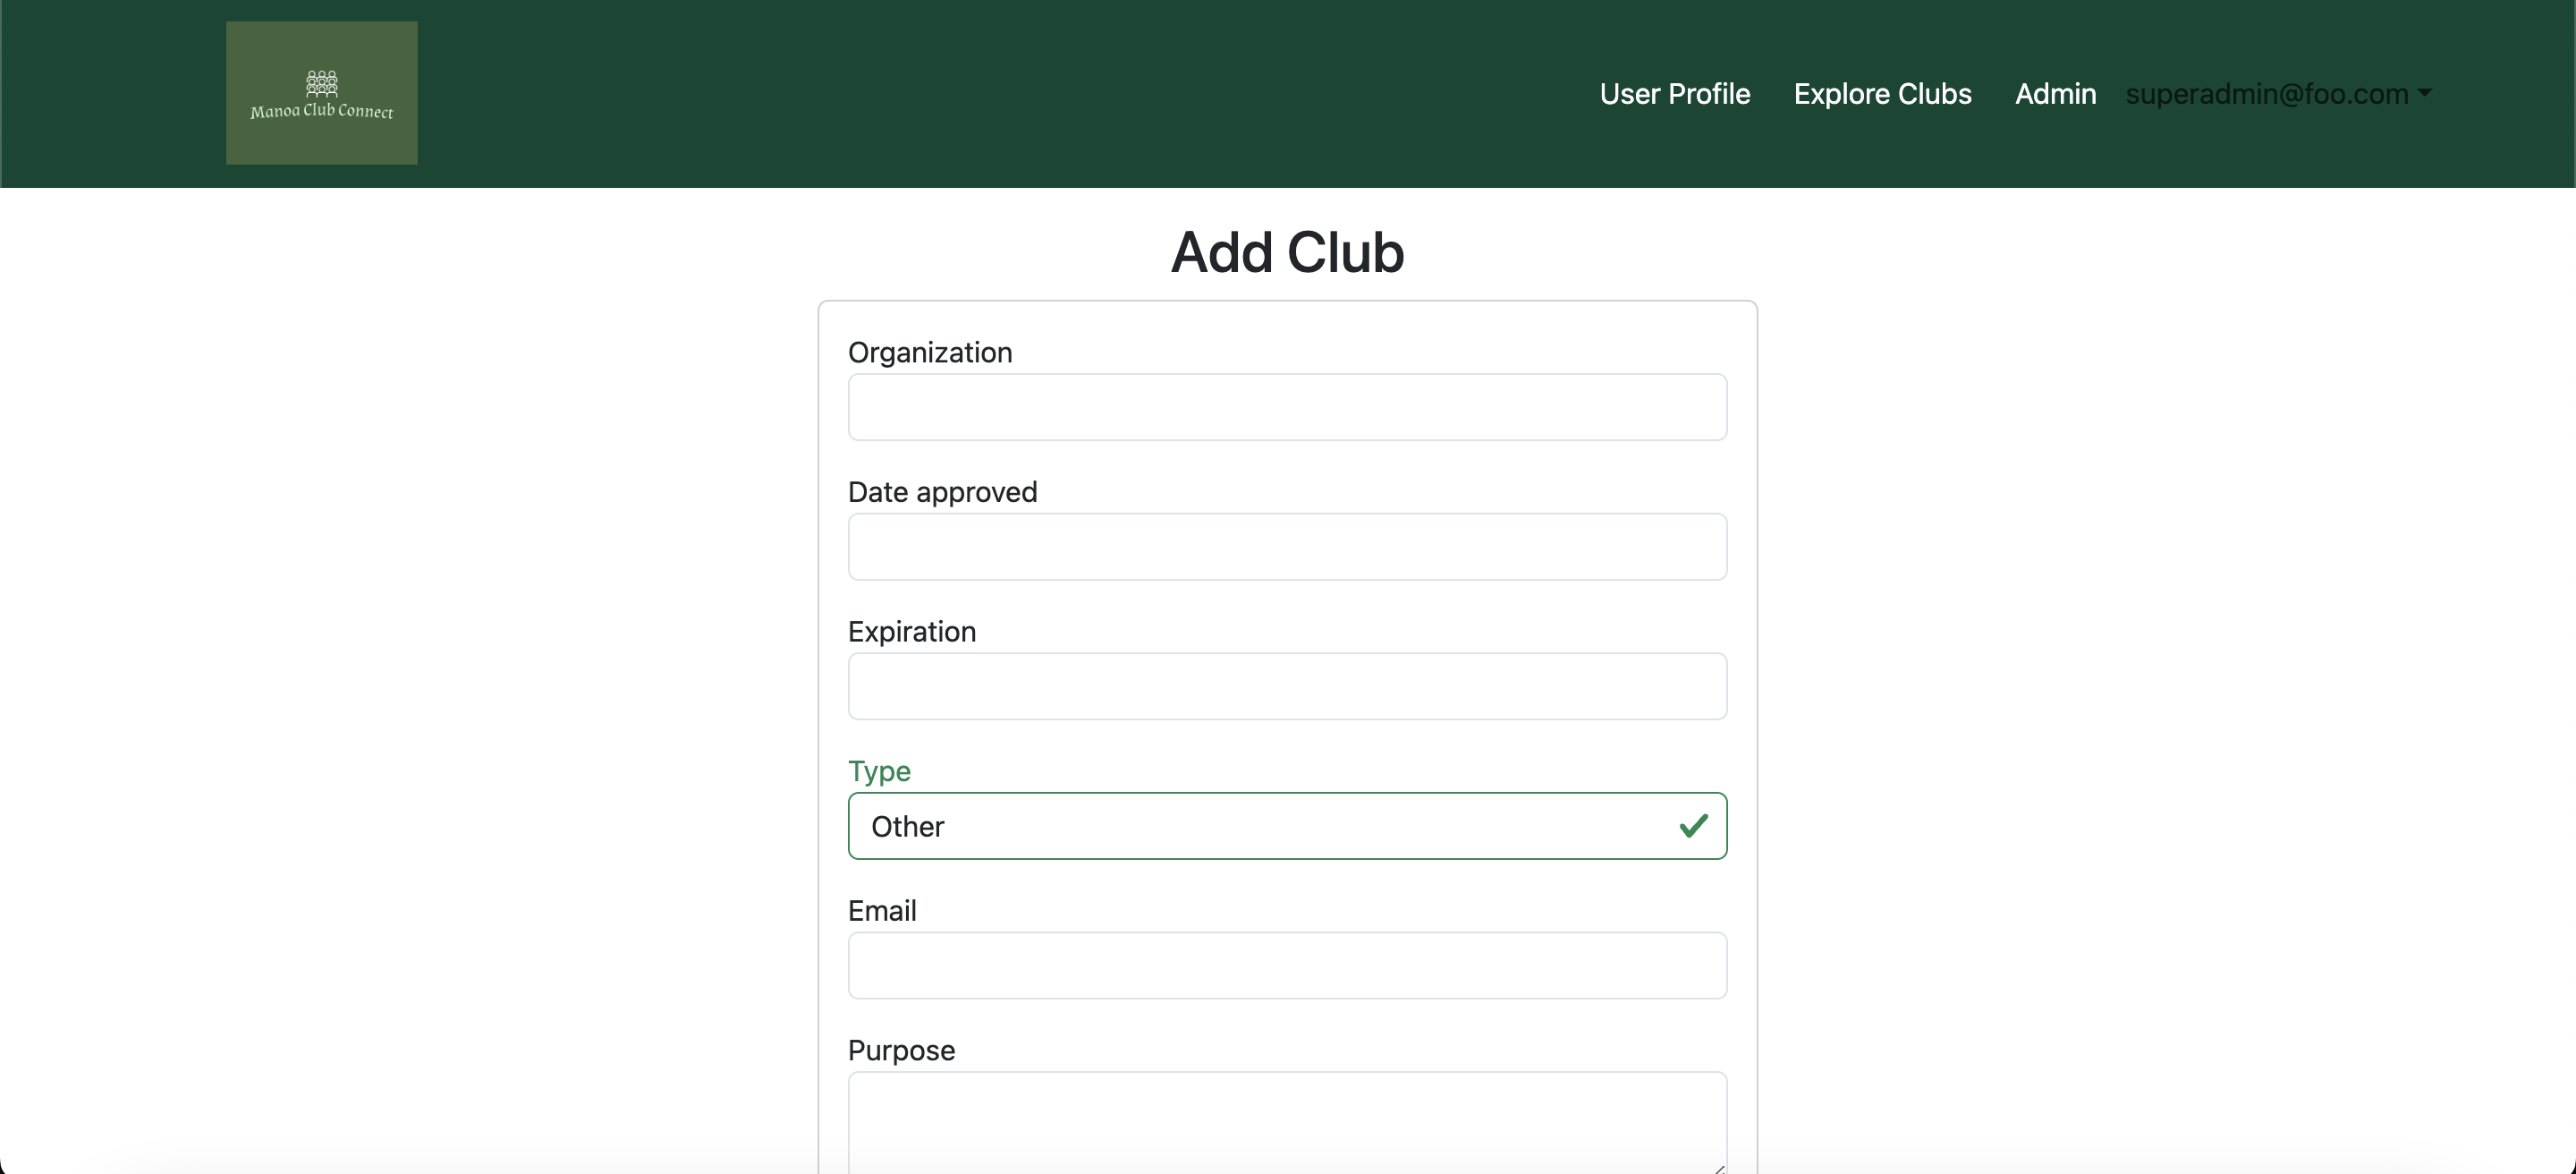 Manoa Club Connect
User Profile Explore Clubs Admin superadmin@foo.com
Add Club
Organization
Date approved
Expiration
Type
Other
Email
Purpose